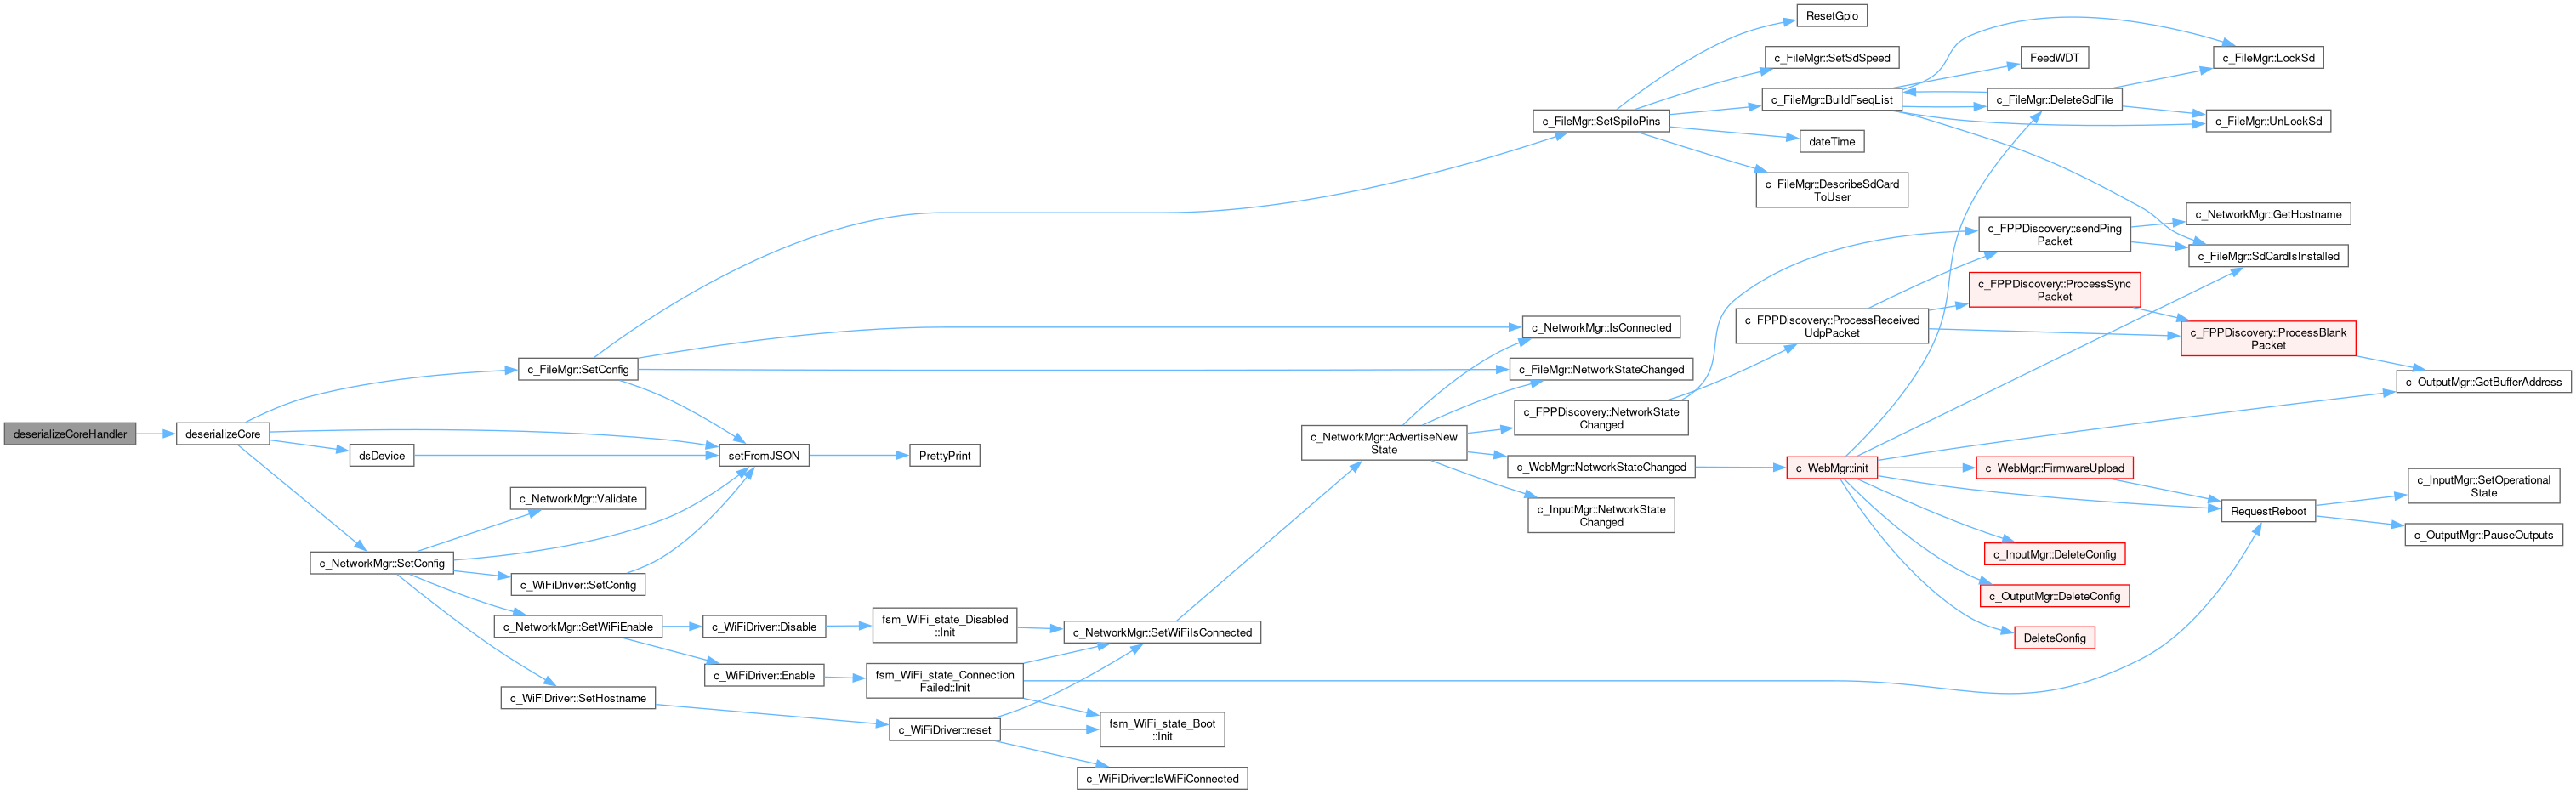 deserializeCoreHandler
deserializeCore
c_FileMgr::SetConfig
dsDevice
c_NetworkMgr::SetConfig
setFromJSON
PrettyPrint
c_NetworkMgr::Validate
c_WiFiDriver::SetConfig
c_NetworkMgr::SetWiFiEnable
c_WiFiDriver::SetHostname
c_WiFiDriver::Disable
c_WiFiDriver::Enable
fsm_WiFi_state_Disabled
::Init
fsm_WiFi_state_Connection
Failed::Init
c_WiFiDriver::reset
c_NetworkMgr::SetWiFiIsConnected
fsm_WiFi_state_Boot
::Init
c_WiFiDriver::IsWiFiConnected
c_NetworkMgr::AdvertiseNew
State
c_FileMgr::SetSpiIoPins
c_NetworkMgr::IsConnected
c_FileMgr::NetworkStateChanged
c_FPPDiscovery::NetworkState
Changed
c_WebMgr::NetworkStateChanged
c_InputMgr::NetworkState
Changed
ResetGpio
c_FileMgr::SetSdSpeed
c_FileMgr::BuildFseqList
dateTime
c_FileMgr::DescribeSdCard
ToUser
c_FPPDiscovery::ProcessReceived
UdpPacket
c_WebMgr::init
FeedWDT
c_FileMgr::DeleteSdFile
c_FPPDiscovery::sendPing
Packet
c_FPPDiscovery::ProcessSync
Packet
c_WebMgr::FirmwareUpload
c_InputMgr::DeleteConfig
c_OutputMgr::DeleteConfig
DeleteConfig
c_FileMgr::LockSd
c_FileMgr::UnLockSd
c_NetworkMgr::GetHostname
c_FileMgr::SdCardIsInstalled
c_FPPDiscovery::ProcessBlank
Packet
c_OutputMgr::GetBufferAddress
RequestReboot
c_InputMgr::SetOperational
State
c_OutputMgr::PauseOutputs